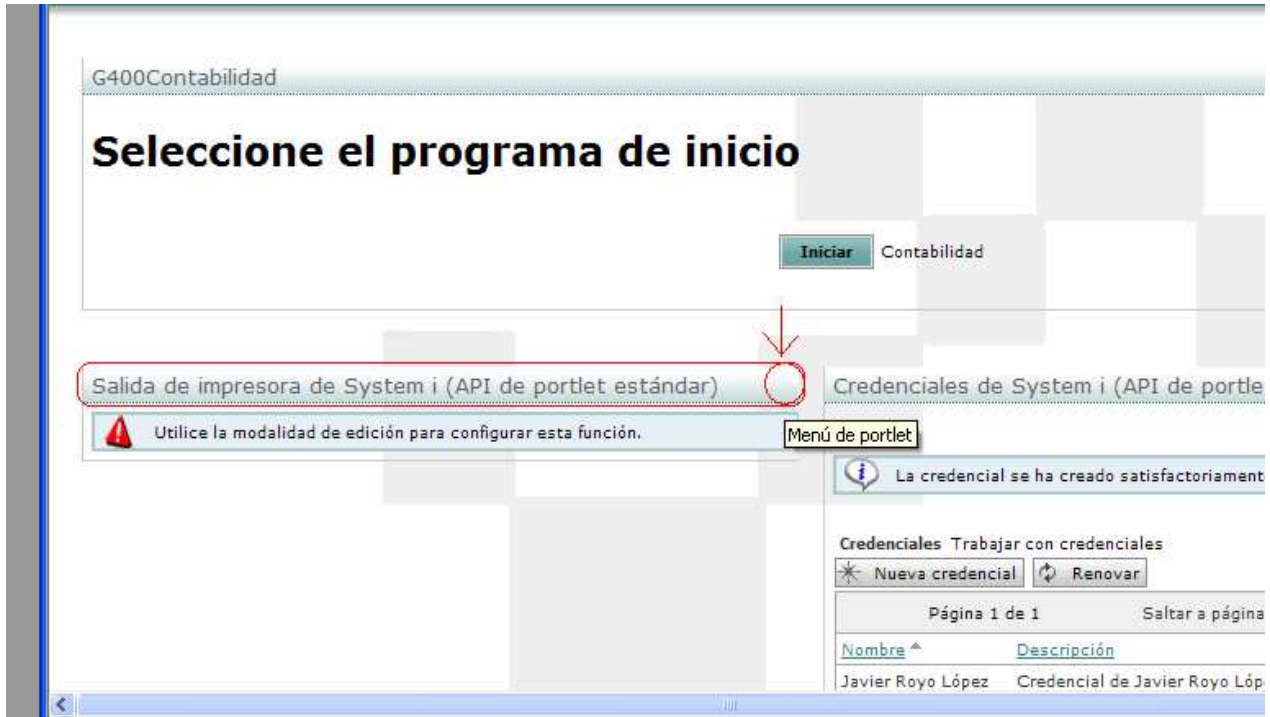 G400Contabilidad
Seleccione el programa de inicio
Iniciar Contabilidad
Salida de impresora de System i (API de portlet estándar)
Utilice la modalidad de edición para configurar esta función.
Menú de portlet
Credenciales de System i (API de portle
La credencial se ha creado satisfactoriament
Credenciales Trabajar con credenciales
Nueva credencial Renovar
Página 1 de 1 Saltar a página
Nombre Descripción
Javier Royo López Credencial de Javier Royo Lóp